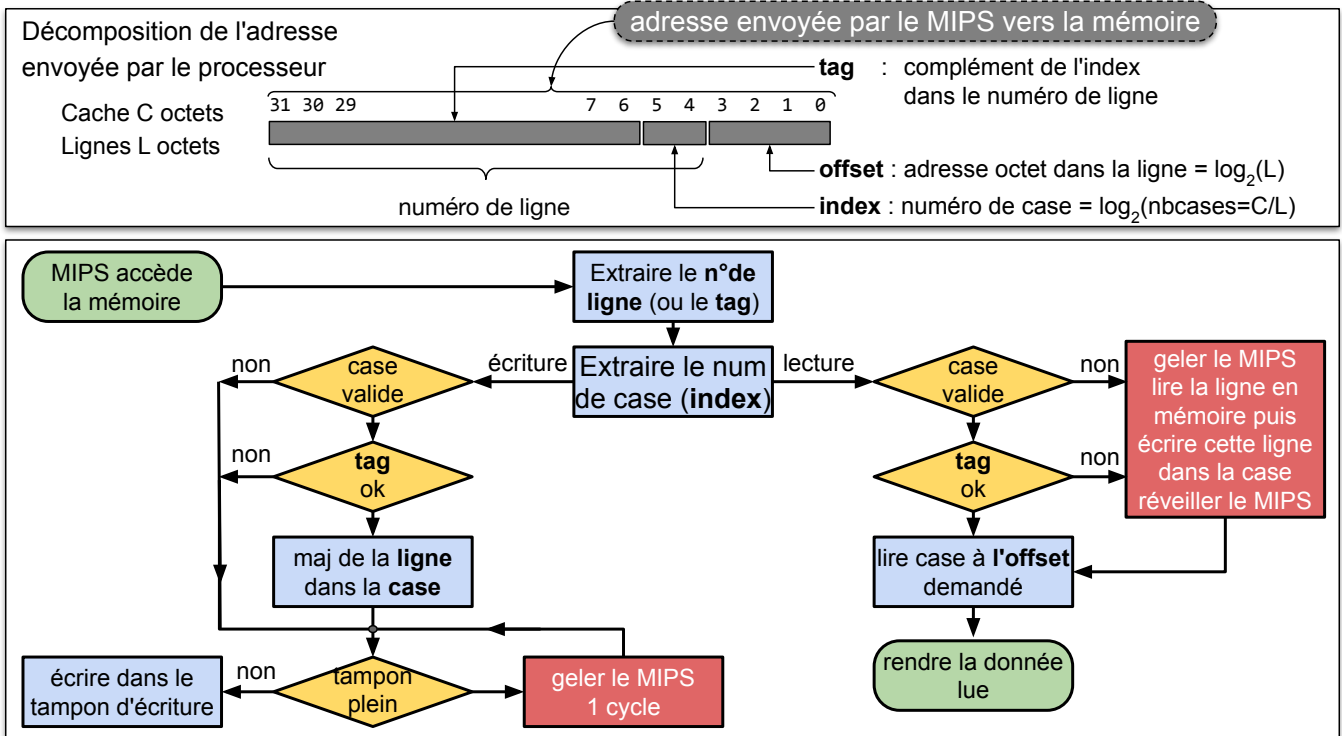 Décomposition de l'adresse
envoyée par le processeur
adresse envoyée par le MIPS vers la mémoire
tag : complément de l'index
dans le numéro de ligne
Cache C octets
Lignes L octets
31 30 29 7 6 5 4 3 2 1 0
numéro de ligne
offset : adresse octet dans la ligne = log2(L)
index : numéro de case = log2(nbcases=C/L)
MIPS accède
la mémoire
Extraire le n°de
ligne (ou le tag)
Extraire le num
de case (index)
écriture
lecture
case
valide
non
tag
ok
non
maj de la ligne
dans la case
tampon
plein
non
écrire dans le
tampon d'écriture
geler le MIPS
1 cycle
case
valide
non
tag
ok
non
geler le MIPS
lire la ligne en
mémoire puis
écrire cette ligne
dans la case
réveiller le MIPS
lire case à l'offset
demandé
rendre la donnée
lue